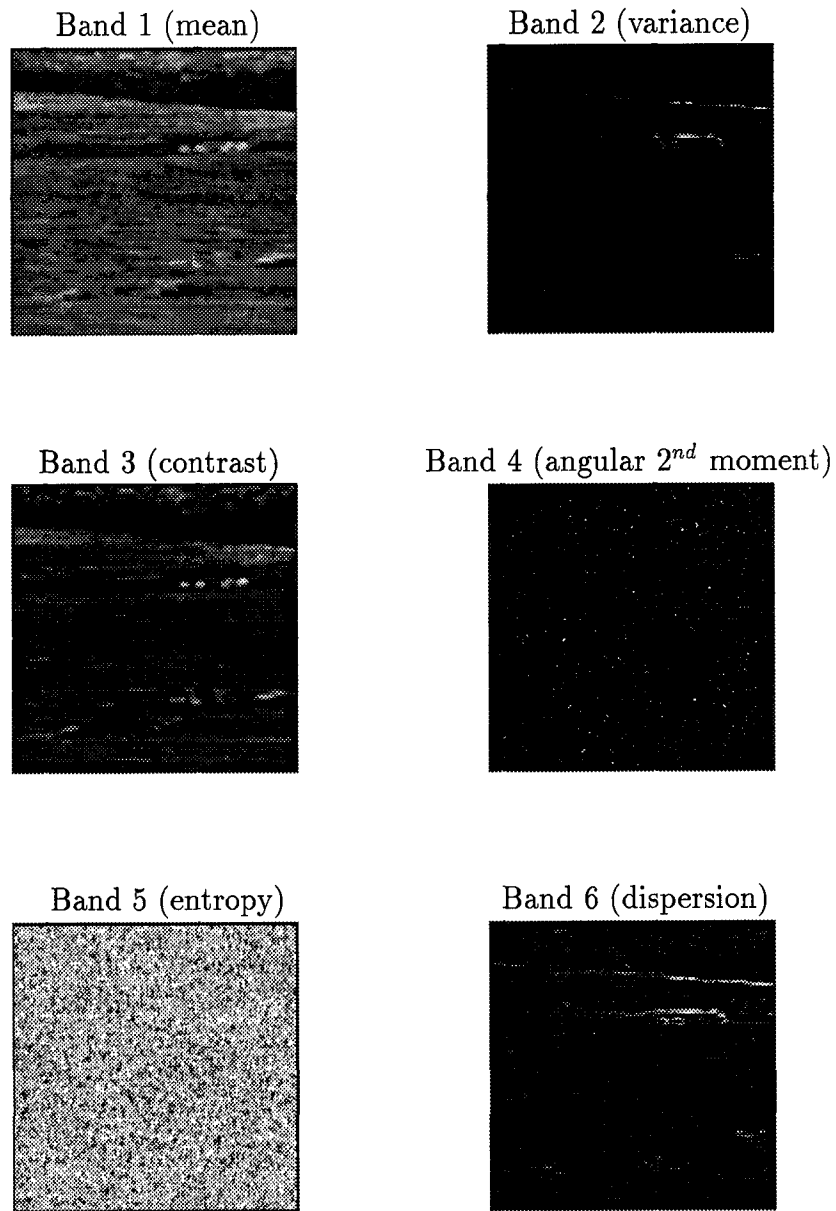 Band 1 (mean)
Band 2 (variance)
Band 3 (contrast)
Band 4 (angular 2nd moment)
Band 5 (entropy)
Band 6 (dispersion)